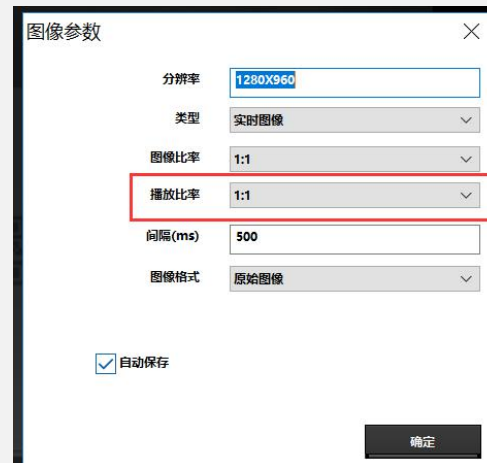 图像参数
分辨率 1280X960
类型 实时图像
图像比率 1:1
播放比率 1:1
间隔(ms) 500
图像格式 原始图像
自动保存
确定